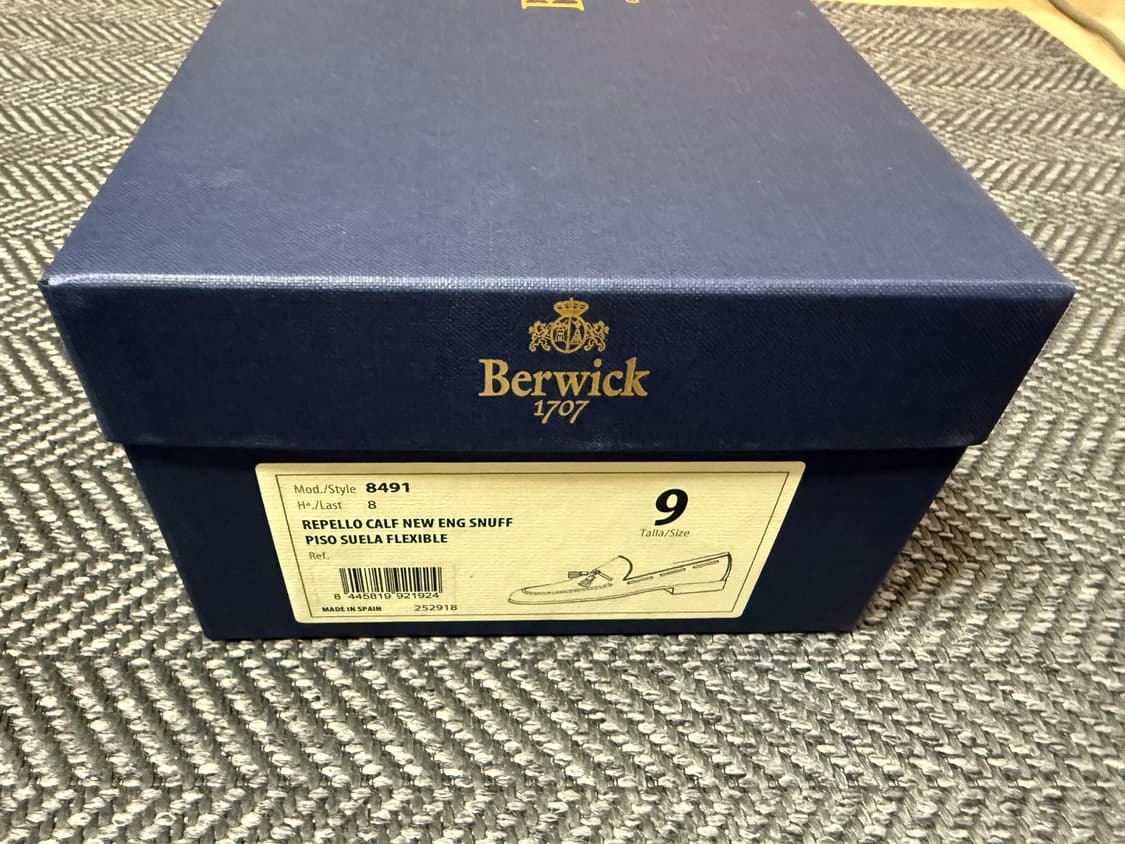 Berwick
1707
Mod./Style 8491
Hª./Last 8
REPELLO CALF NEW ENG SNUFF
PISO SUELA FLEXIBLE
Ref.
9
Talla/Size
8 445819 921924
MADE IN SPAIN 252918